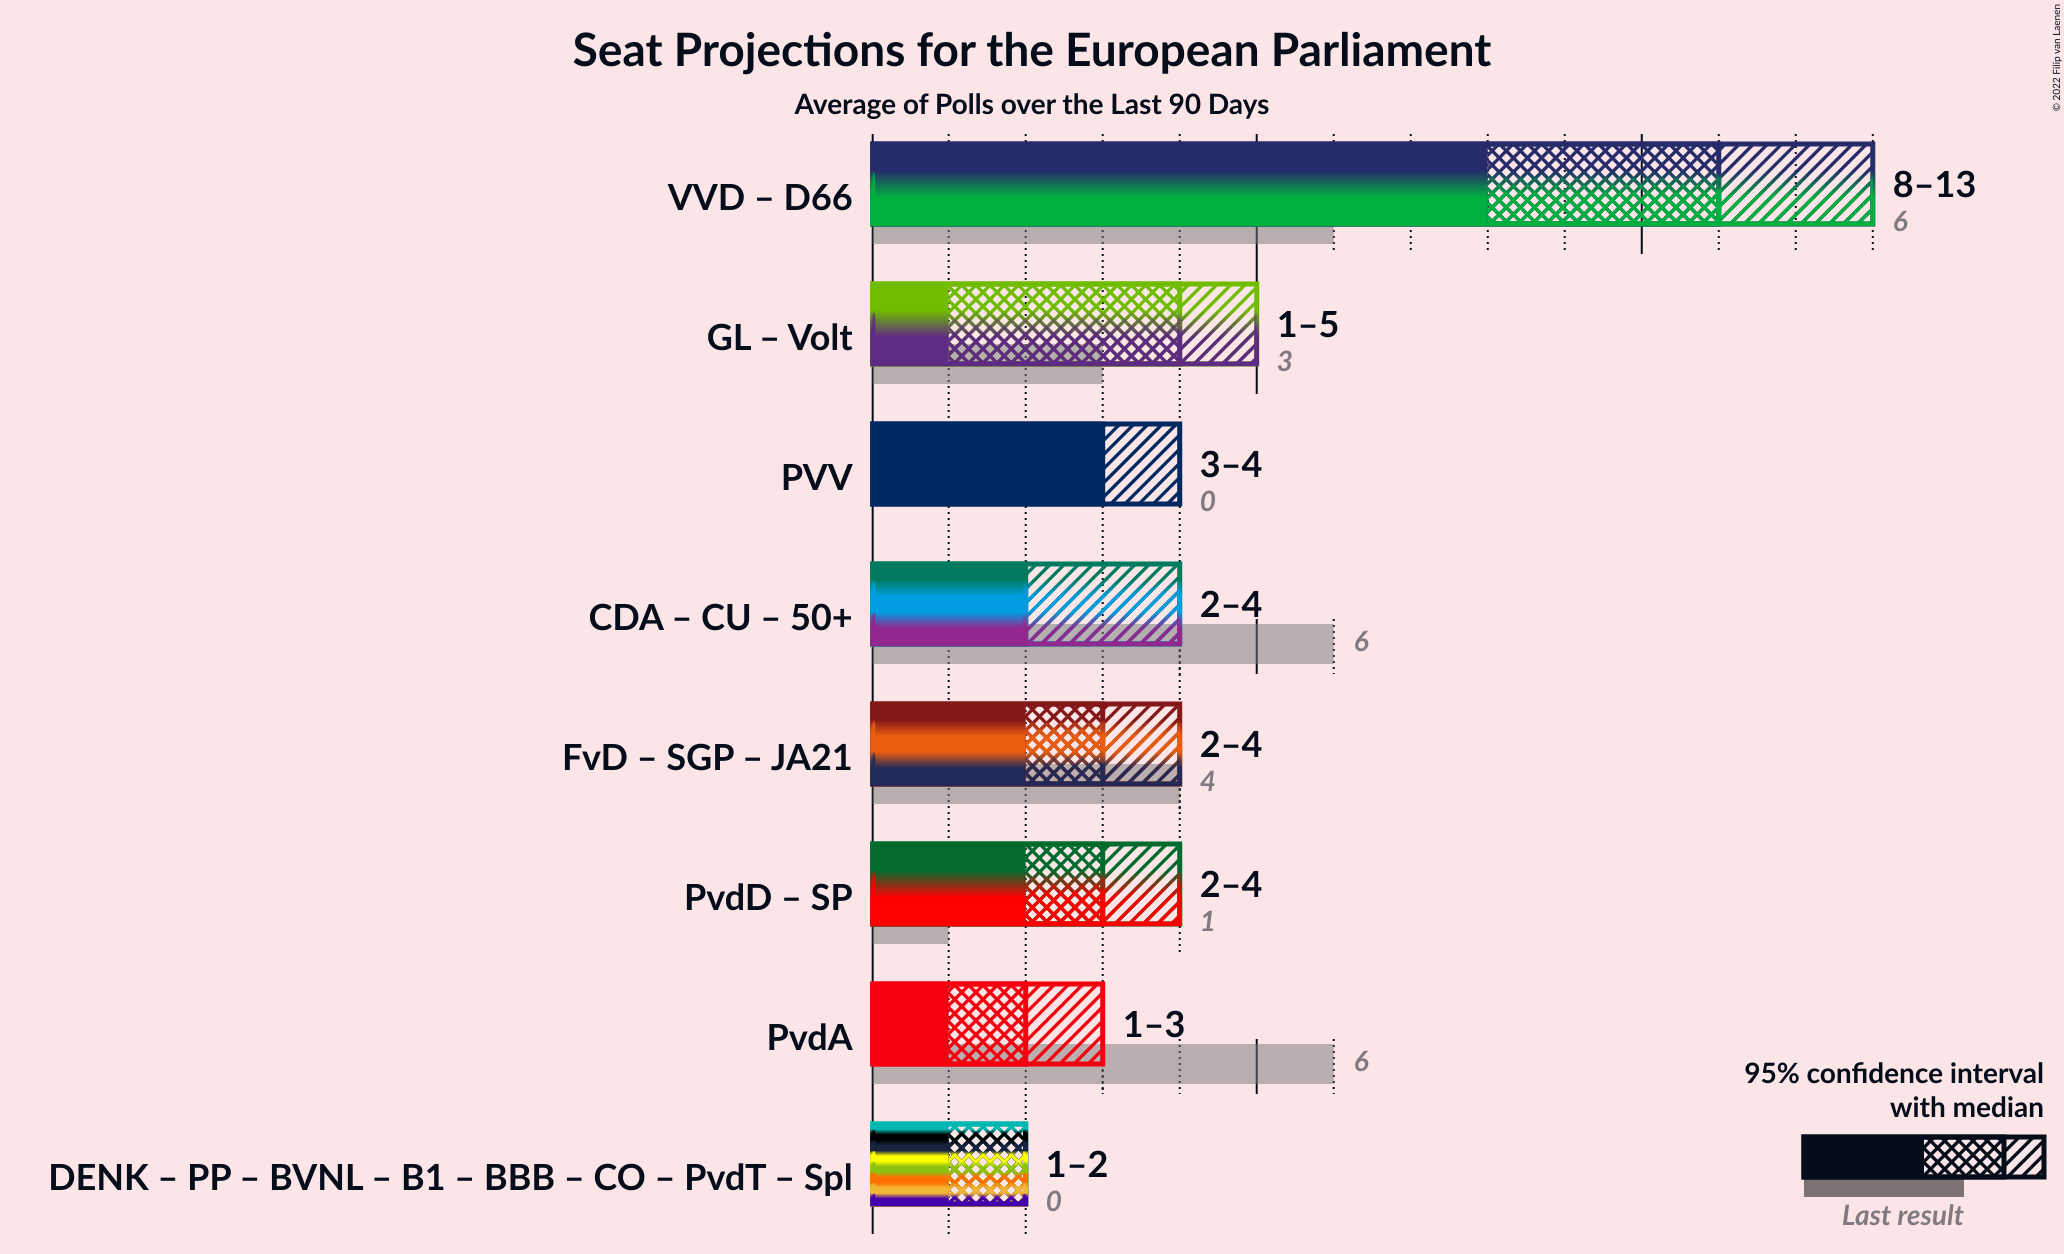 Seat Projections for the European Parliament
Average of Polls over the Last 90 Days
© 2022 Filip van Laenen
VVD – D66
8–13
6
GL – Volt
1–5
3
PVV
3–4
0
CDA – CU – 50+
2–4
6
FvD – SGP – JA21
2–4
4
PvdD – SP
2–4
1
PvdA
1–3
6
DENK – PP – BVNL – B1 – BBB – CO – PvdT – Spl
1–2
0
95% confidence interval
with median
Last result